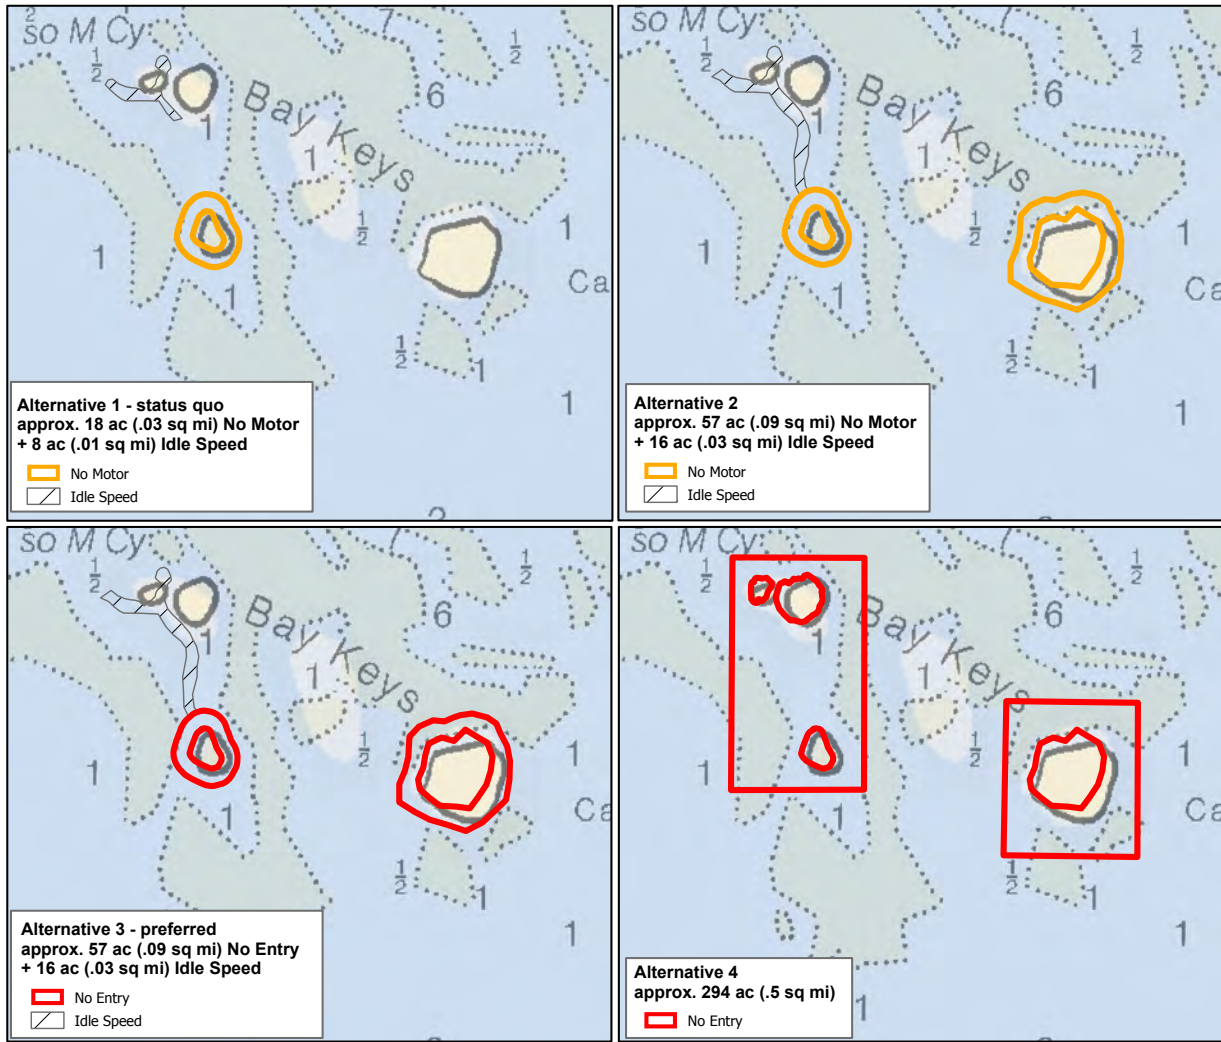 2
7
so M Cy
1/2
1/2
6
Bay Keys
1
1
1
1/2
1
1
Ca
1/2
1
1
Alternative 1 - status quo
approx. 18 ac (.03 sq mi) No Motor
+ 8 ac (.01 sq mi) Idle Speed
No Motor
Idle Speed
2
7
so M Cy
1/2
1/2
6
Bay Keys
1
1
1
1/2
1
1
Ca
1/2
1
1
Alternative 2
approx. 57 ac (.09 sq mi) No Motor
+ 16 ac (.03 sq mi) Idle Speed
No Motor
Idle Speed
so M Cy
7
1/2
1/2
6
Bay Keys
1
1
1
1/2
1
1
Ca
1/2
1
1
Alternative 3 - preferred
approx. 57 ac (.09 sq mi) No Entry
+ 16 ac (.03 sq mi) Idle Speed
No Entry
Idle Speed
so M Cy
7
1/2
1/2
6
Bay Keys
1
1
1
1/2
1
1
Ca
1/2
1
1
1
Alternative 4
approx. 294 ac (.5 sq mi)
No Entry